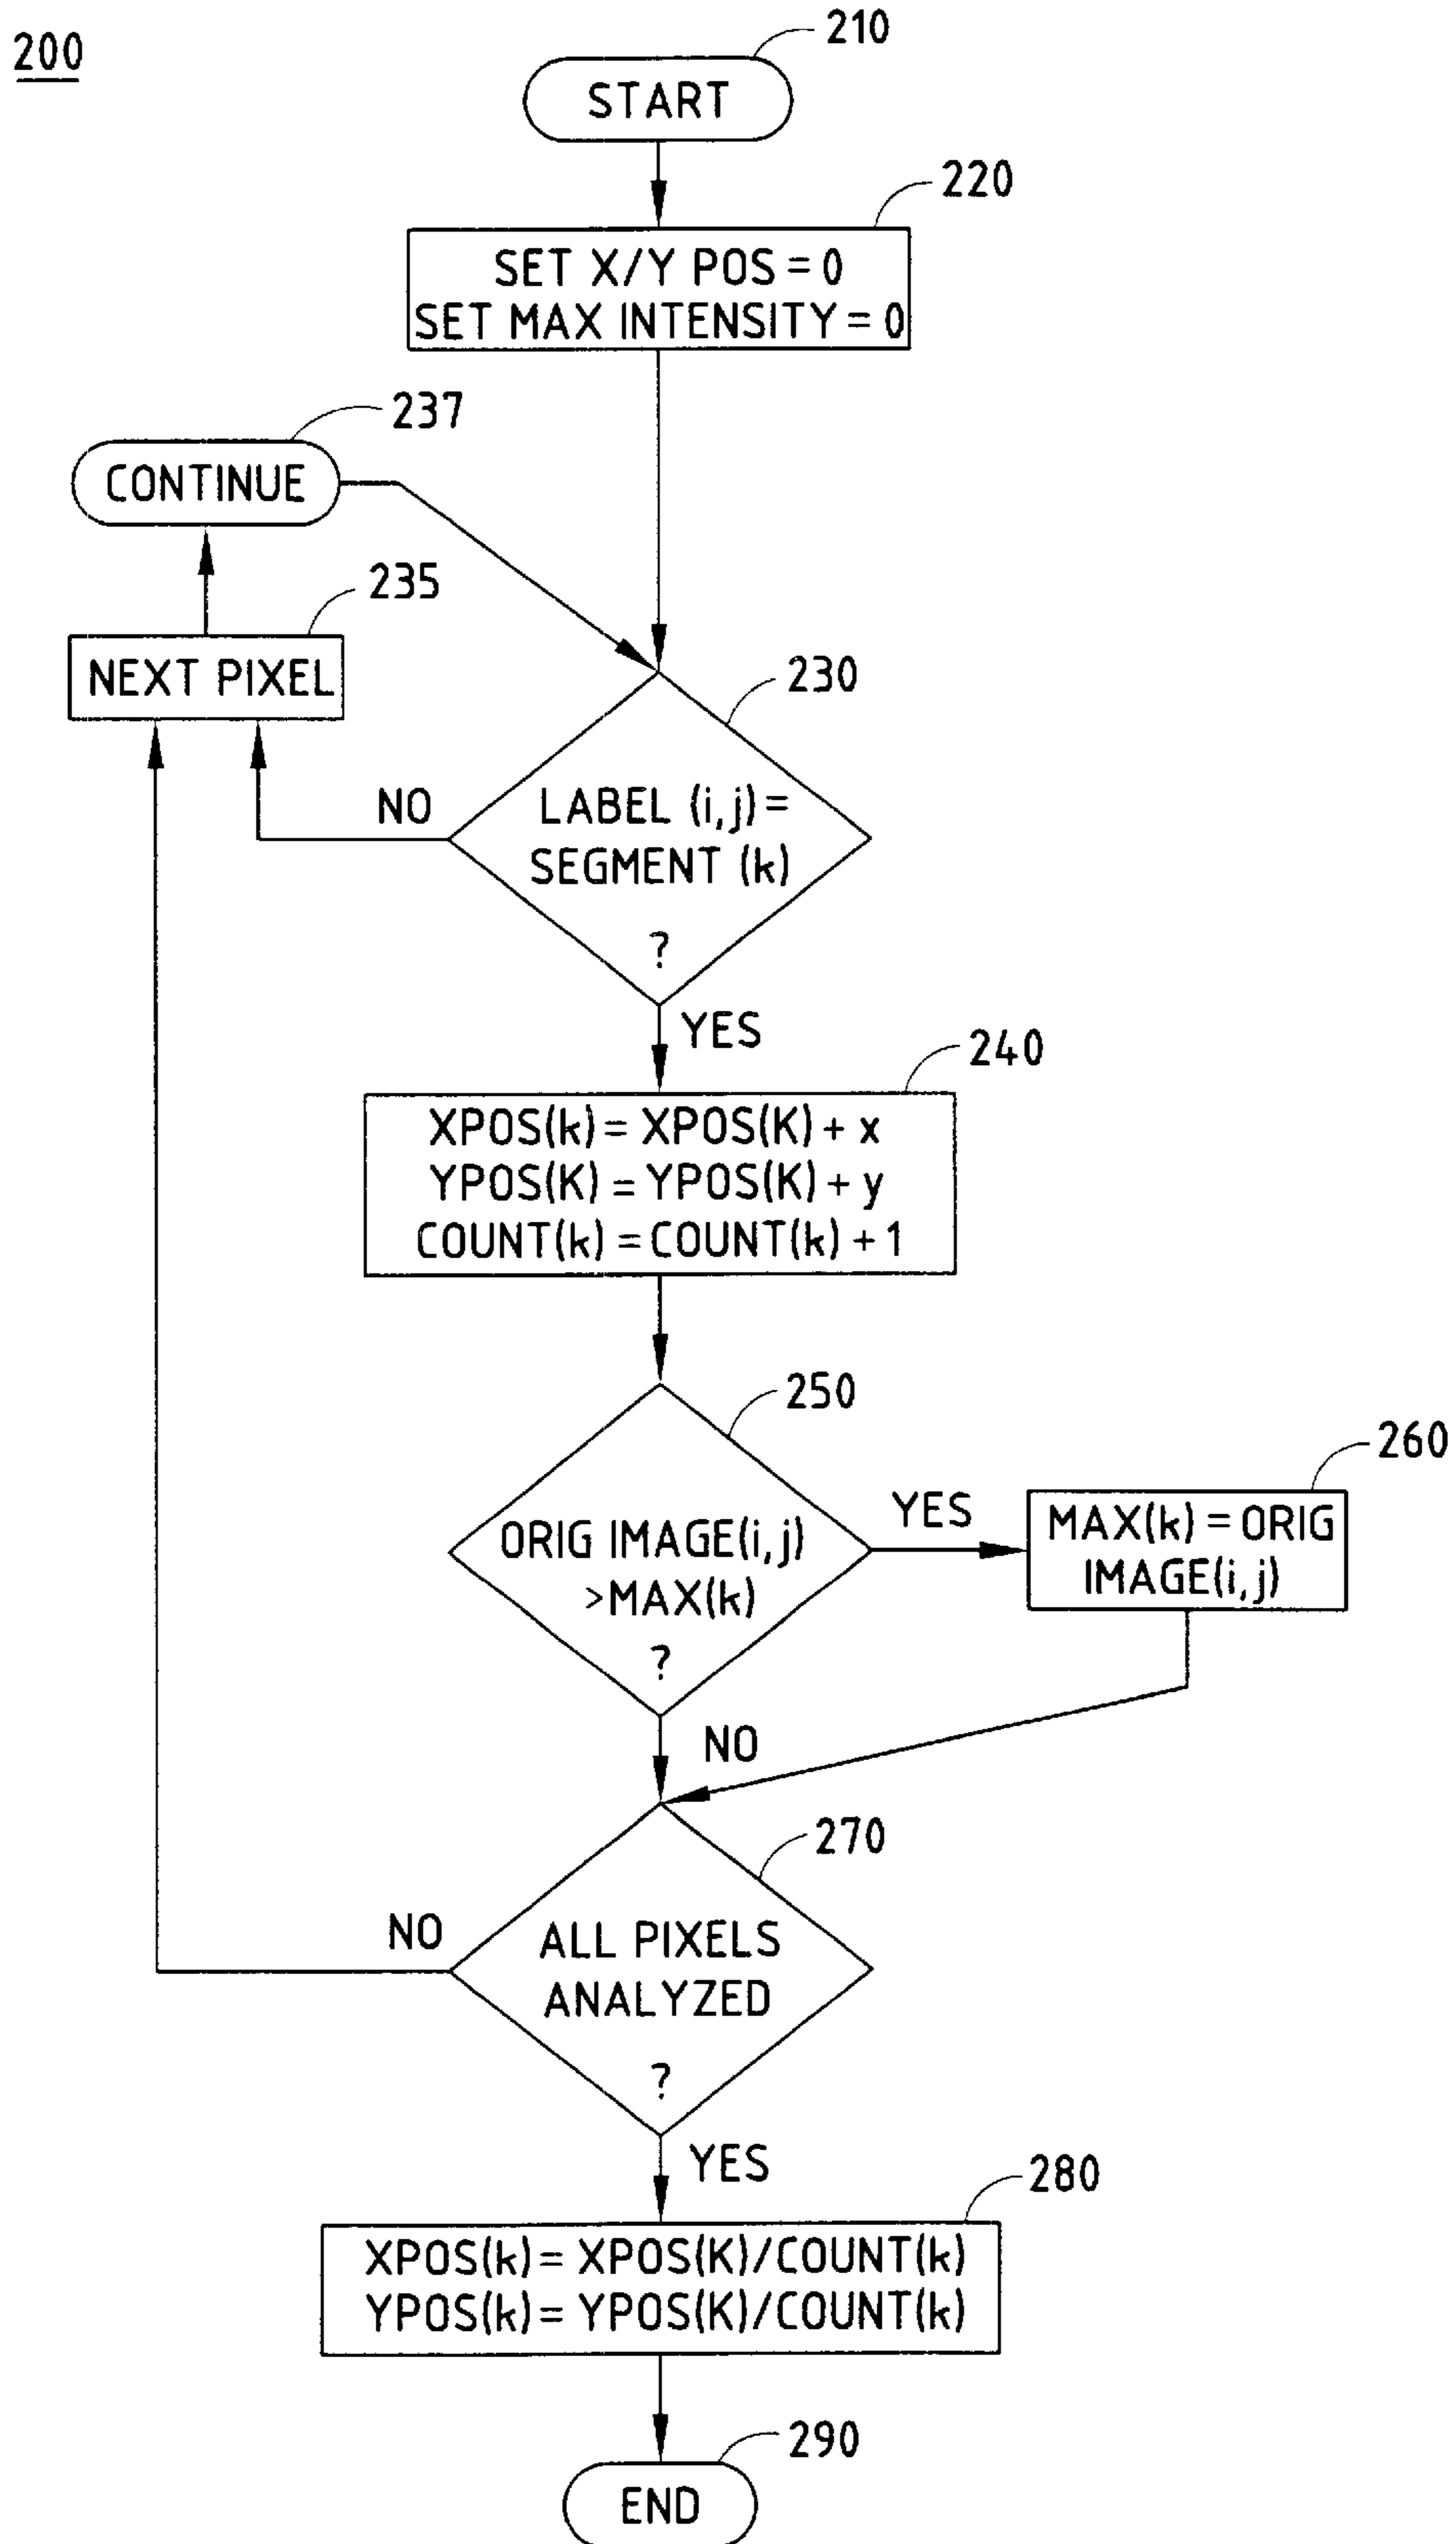 200
210
START
220
SET X/Y POS = 0
SET MAX INTENSITY = 0
237
CONTINUE
235
NEXT PIXEL
230
NO
LABEL (i,j) =
SEGMENT (k)
?
YES
240
XPOS(k) = XPOS(K) + x
YPOS(K) = YPOS(K) + y
COUNT(k) = COUNT(k) + 1
250
260
ORIG IMAGE(i,j)
>MAX(k)
?
YES
MAX(k) = ORIG
IMAGE(i,j)
NO
270
NO
ALL PIXELS
ANALYZED
?
YES
280
XPOS(k) = XPOS(K)/COUNT(k)
YPOS(k) = YPOS(K)/COUNT(k)
290
END